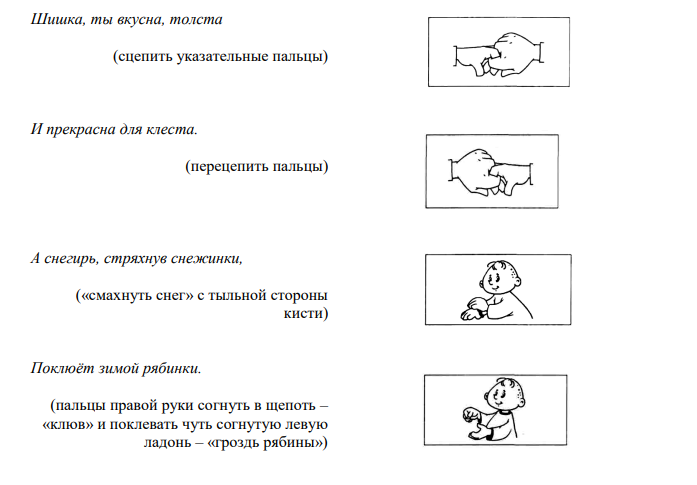 Шишка, ты вкусна, толста
(сцепить указательные пальцы)
И прекрасна для клеста.
(перецепить пальцы)
А снегирь, стряхнув снежинки,
(«смахнуть снег» с тыльной стороны
кисти)
Поклюёт зимой рябинки.
(пальцы правой руки согнуть в щепоть –
«клюв» и поклевать чуть согнутую левую
ладонь – «гроздь рябины»)